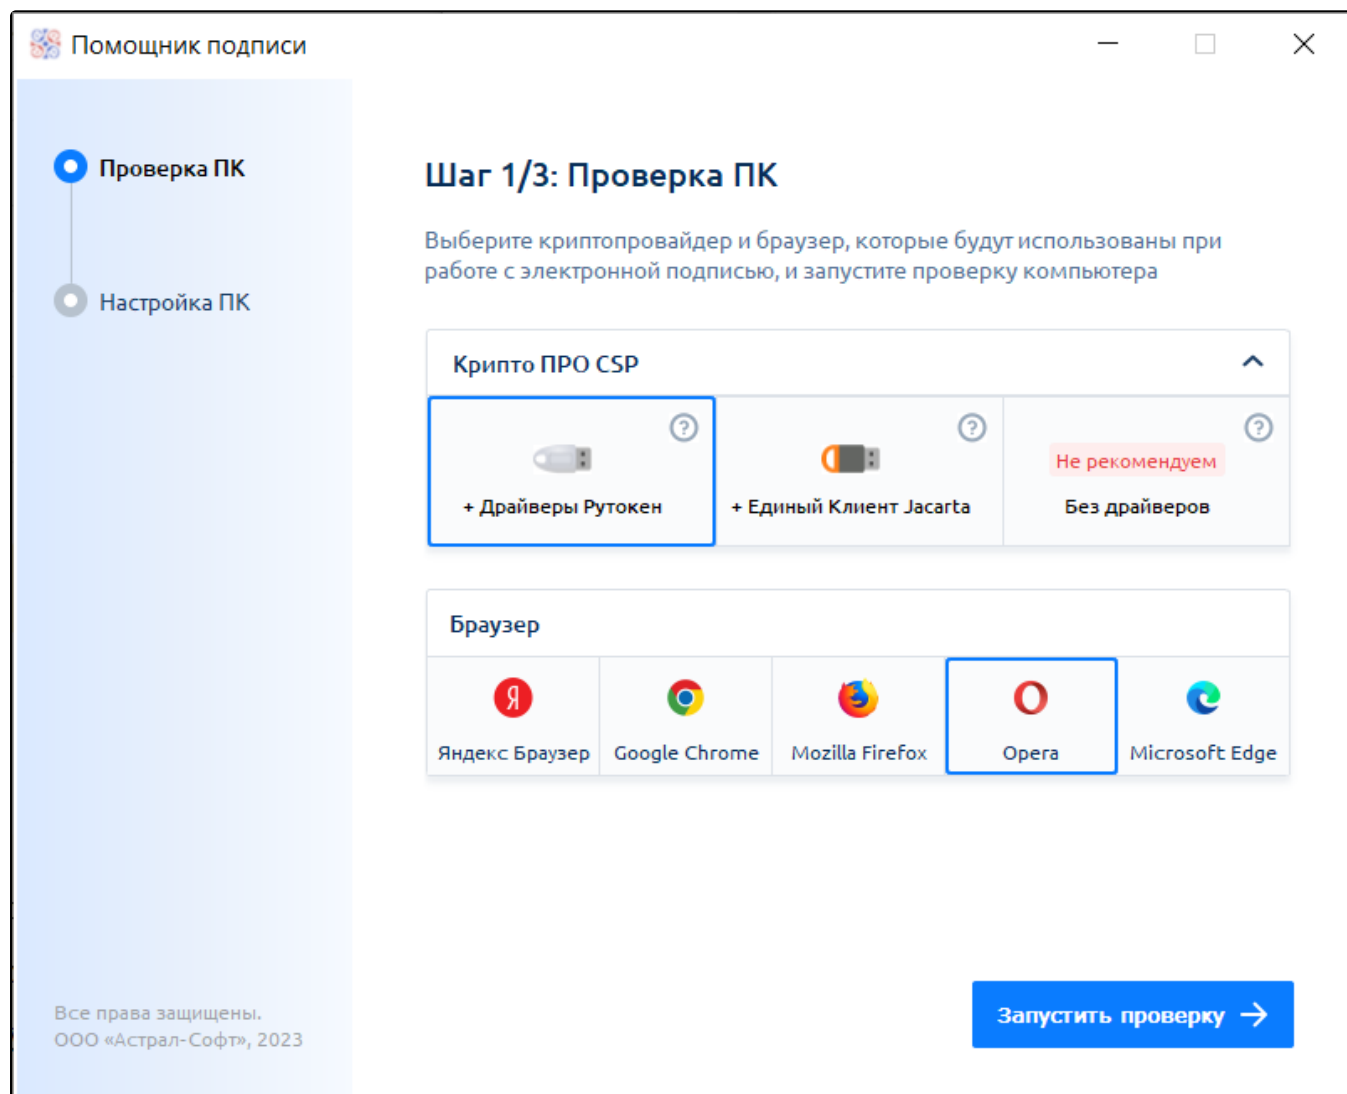 Помощник подписи
Проверка ПК
Настройка ПК
Шаг 1/3: Проверка ПК
Выберите криптопровайдер и браузер, которые будут использованы при
работе с электронной подписью, и запустите проверку компьютера
Крипто ПРО CSP
+ Драйверы Рутокен
+ Единый Клиент Jacarta
Не рекомендуем
Без драйверов
Браузер
Яндекс Браузер
Google Chrome
Mozilla Firefox
Opera
Microsoft Edge
Запустить проверку
Все права защищены.
ООО «Астрал-Софт», 2023